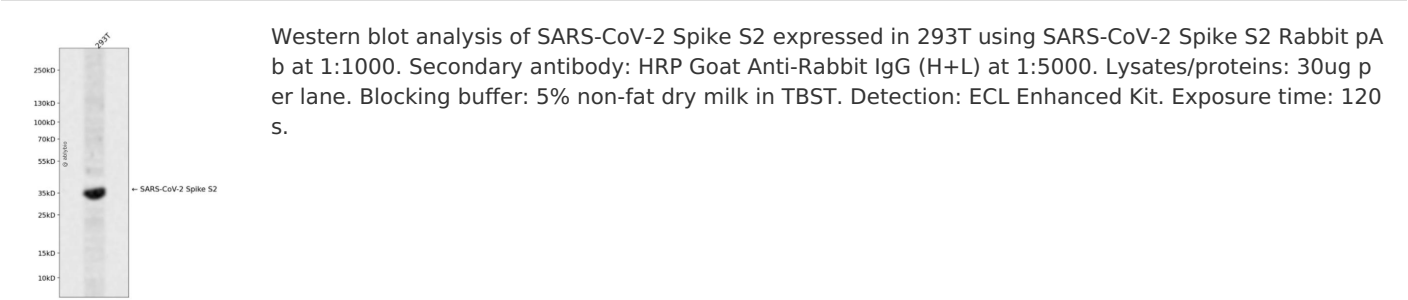 293T
250kD
130kD
100kD
70kD
55kD
35kD
25kD
15kD
10kD
← SARS-CoV-2 Spike S2
Western blot analysis of SARS-CoV-2 Spike S2 expressed in 293T using SARS-CoV-2 Spike S2 Rabbit pA
b at 1:1000. Secondary antibody: HRP Goat Anti-Rabbit IgG (H+L) at 1:5000. Lysates/proteins: 30ug p
er lane. Blocking buffer: 5% non-fat dry milk in TBST. Detection: ECL Enhanced Kit. Exposure time: 120
s.